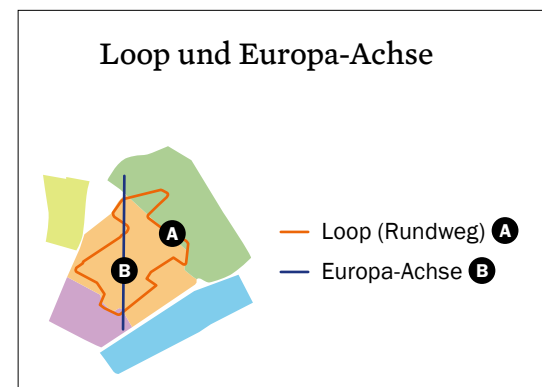 Loop und Europa-Achse
A
B
Loop (Rundweg) A
Europa-Achse B